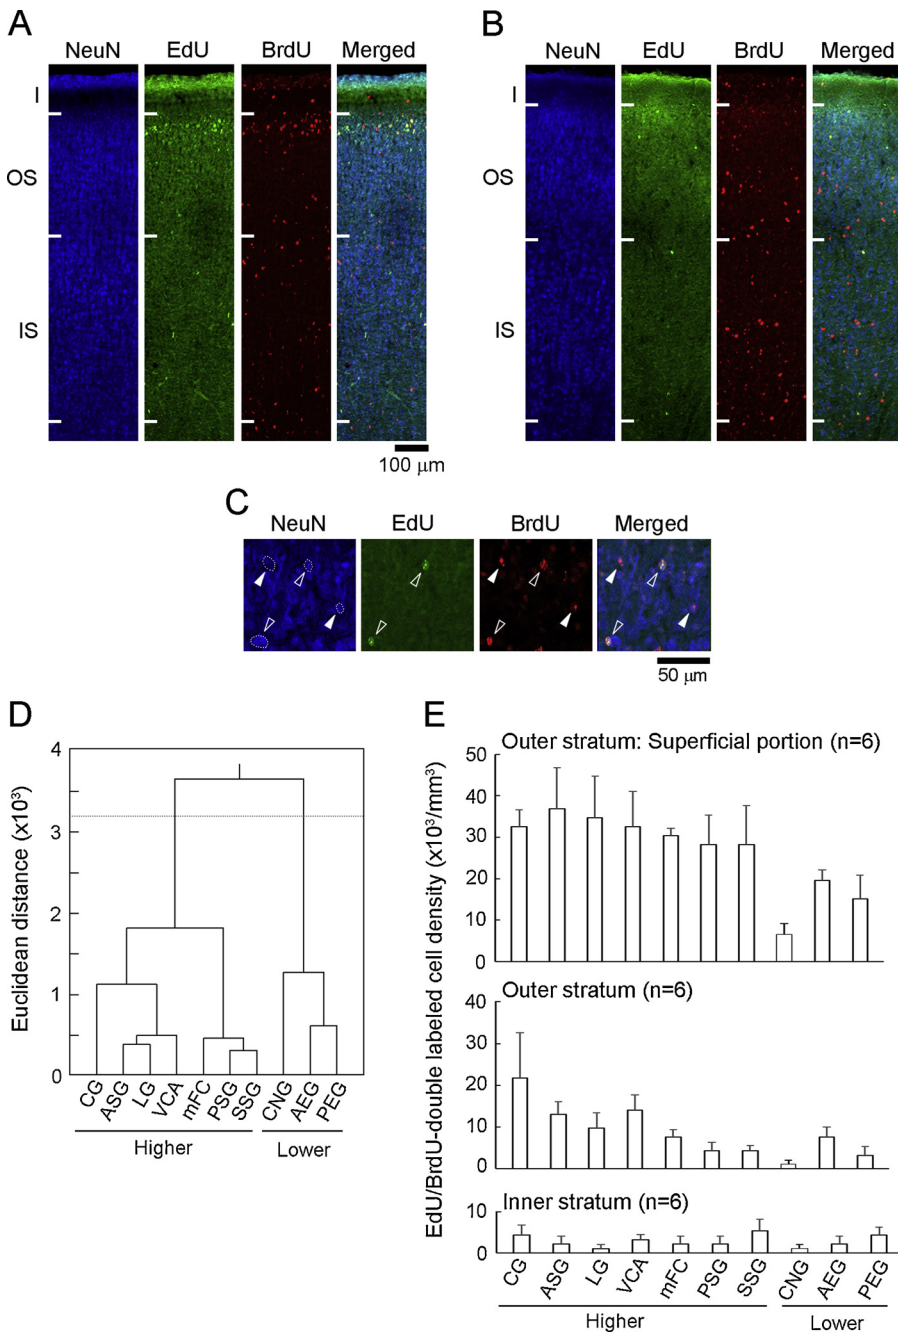 A
NeuN EdU BrdU Merged
I
OS
IS
100 μm
B
NeuN EdU BrdU Merged
I
OS
IS
C
NeuN EdU BrdU Merged
50 μm
D
Euclidean distance (x10³)
4
3
2
1
0
CG ASG LG VCA mFC PSG SSG CNG AEG PEG
Higher Lower
E
EdU/BrdU-double labeled cell density (x10³/mm³)
Outer stratum: Superficial portion (n=6)
50
40
30
20
10
0
Outer stratum (n=6)
40
30
20
10
0
Inner stratum (n=6)
10
0
CG ASG LG VCA mFC PSG SSG CNG AEG PEG
Higher Lower